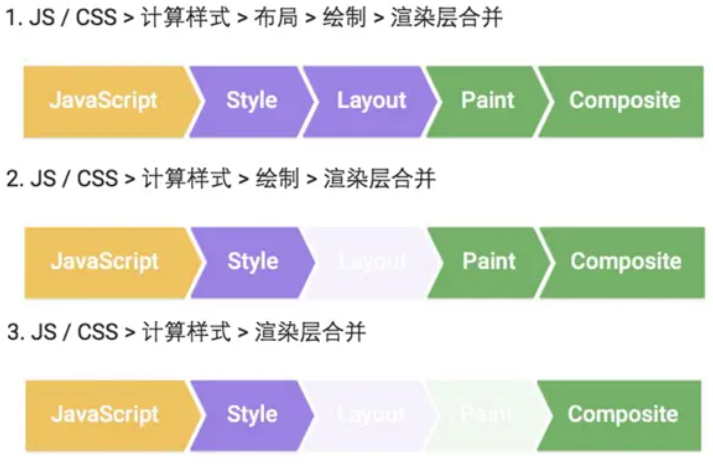 1. JS / CSS > 计算样式 > 布局 > 绘制 > 渲染层合并
JavaScript Style Layout Paint Composite
2. JS / CSS > 计算样式 > 绘制 > 渲染层合并
JavaScript Style Layout Paint Composite
3. JS / CSS > 计算样式 > 渲染层合并
JavaScript Style Layout Paint Composite